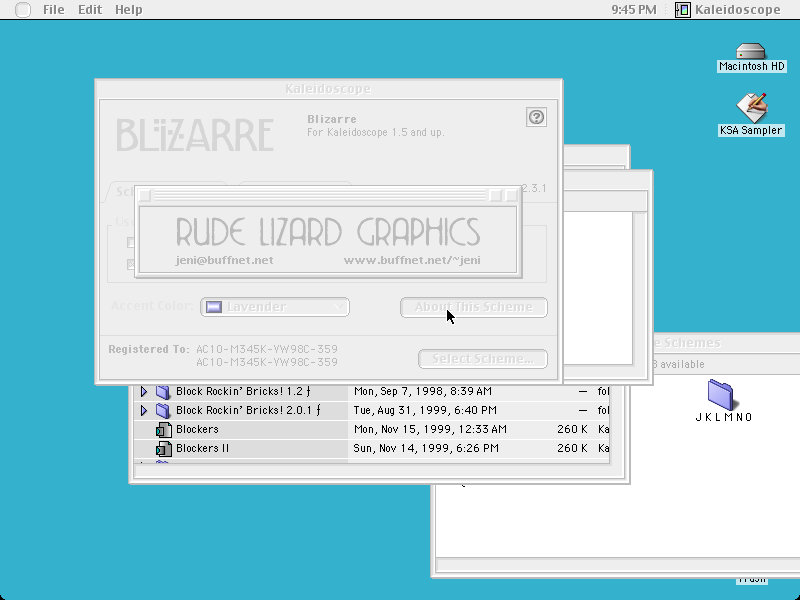 File Edit Help
9:45 PM Kaleidoscope
Macintosh HD
KSA Sampler
Kaleidoscope
BLiZARRE
Blizarre
For Kaleidoscope 1.5 and up.
2.3.1
RUDE LIZARD GRAPHICS
jeni@buffnet.net www.buffnet.net/~jeni
Accent Color: Lavender About This Scheme
Registered To: AC10-M345K-YW98C-359
AC10-M345K-YW98C-359
Select Scheme...
e Schemes
8 available
J K L M N O
Block Rockin' Bricks! 1.2 ƒ Mon, Sep 7, 1998, 8:39 AM — fol
Block Rockin' Bricks! 2.0.1 ƒ Tue, Aug 31, 1999, 6:40 PM — fol
Blockers Mon, Nov 15, 1999, 12:33 AM 260 K Ka
Blockers II Sun, Nov 14, 1999, 6:26 PM 260 K Ka
Trash